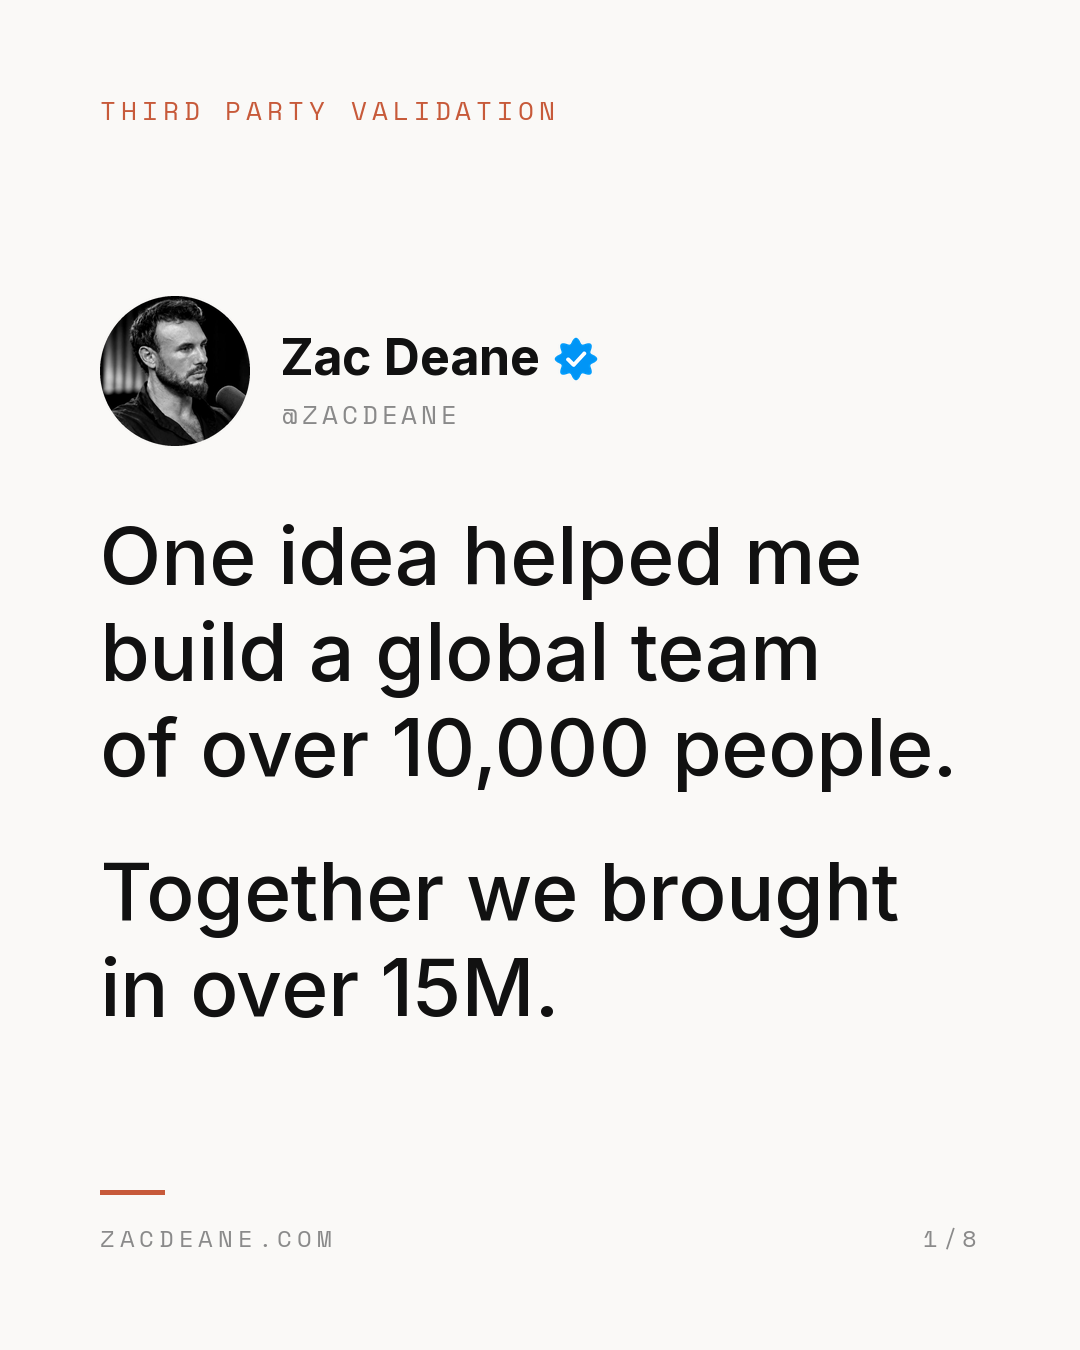 THIRD PARTY VALIDATION
Zac Deane
@ZACDEANE
One idea helped me
build a global team
of over 10,000 people.
Together we brought
in over 15M.
ZACDEANE.COM
1/8